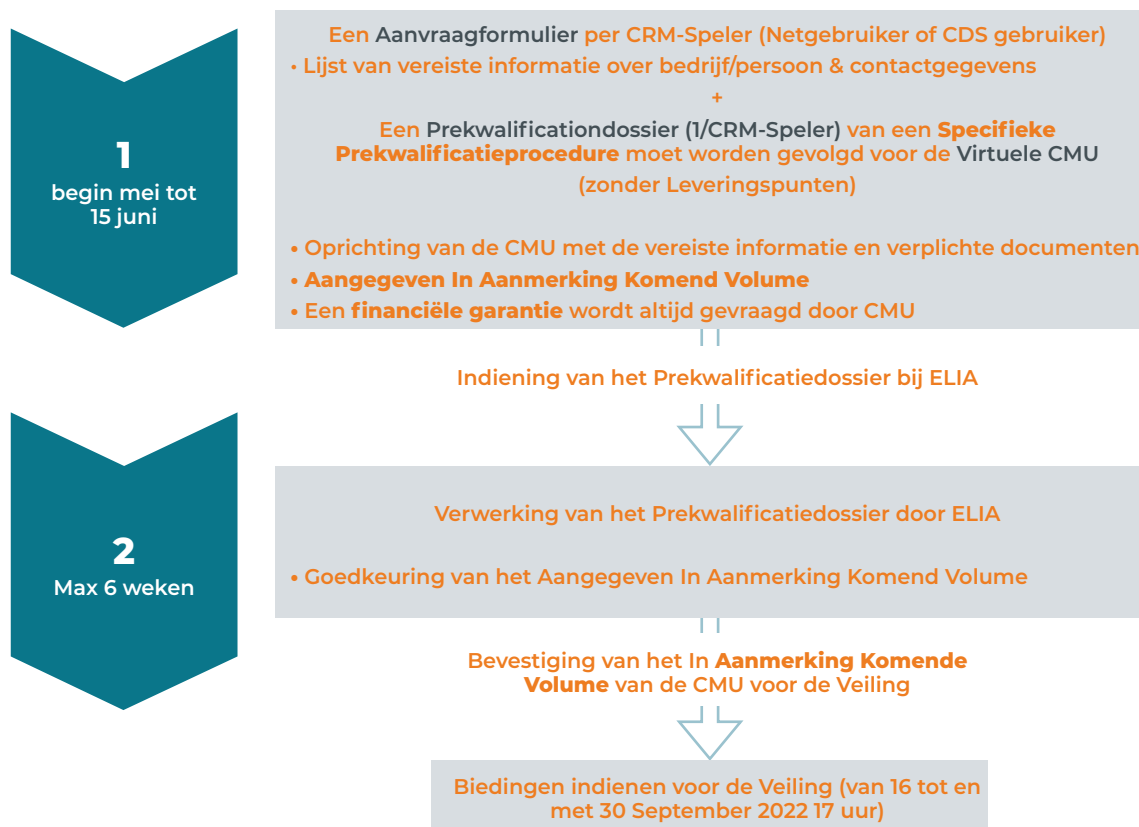 1
begin mei tot
15 juni
Een Aanvraagformulier per CRM-Speler (Netgebruiker of CDS gebruiker)
• Lijst van vereiste informatie over bedrijf/persoon & contactgegevens
+
Een Prekwalificationdossier (1/CRM-Speler) van een Specifieke
Prekwalificatieprocedure moet worden gevolgd voor de Virtuele CMU
(zonder Leveringspunten)
• Oprichting van de CMU met de vereiste informatie en verplichte documenten
• Aangegeven In Aanmerking Komend Volume
• Een financiële garantie wordt altijd gevraagd door CMU
Indiening van het Prekwalificatiedossier bij ELIA
2
Max 6 weken
Verwerking van het Prekwalificatiedossier door ELIA
• Goedkeuring van het Aangegeven In Aanmerking Komend Volume
Bevestiging van het In Aanmerking Komende
Volume van de CMU voor de Veiling
Biedingen indienen voor de Veiling (van 16 tot en
met 30 September 2022 17 uur)